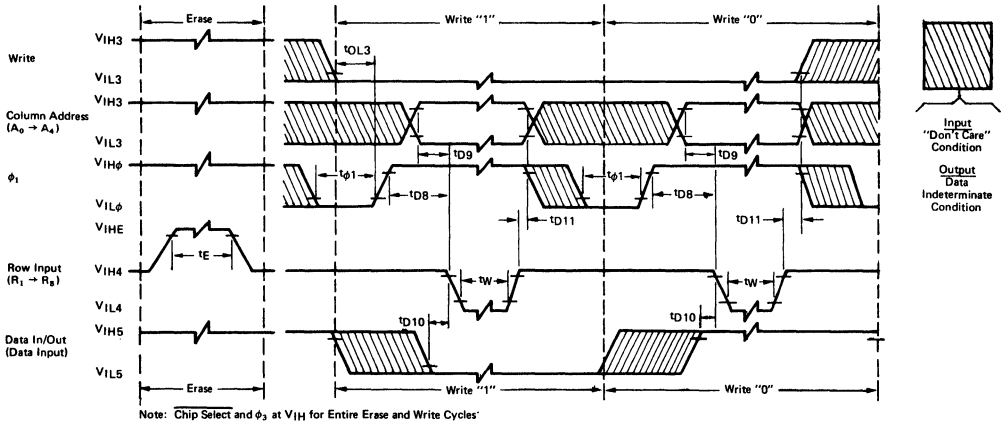 Erase
Write "1"
Write "0"
Write
VIH3
VIL3
tOL3
Column Address
(A0 → A4)
VIH3
VIL3
tD9
tD9
ϕ1
VIHϕ
VILϕ
tϕ1
tD8
tϕ1
tD8
tD11
tD11
Row Input
(R1 → R8)
VIHE
VIH4
VIL4
tE
tW
tW
tD10
tD10
Data In/Out
(Data Input)
VIH5
VIL5
Erase
Write "1"
Write "0"
Input
"Don't Care"
Condition
Output
Data
Indeterminate
Condition
Note: Chip Select and ϕ3 at VIH for Entire Erase and Write Cycles